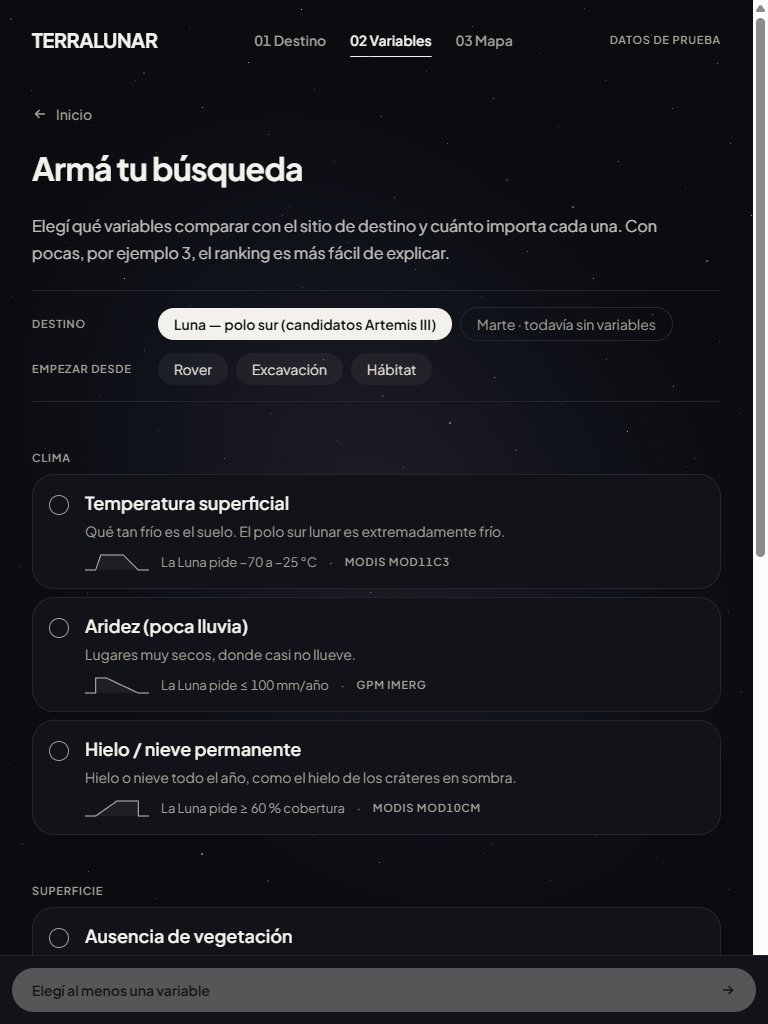 TERRALUNAR
01 Destino
02 Variables
03 Mapa
DATOS DE PRUEBA
← Inicio
Armá tu búsqueda
Elegí qué variables comparar con el sitio de destino y cuánto importa cada una. Con
pocas, por ejemplo 3, el ranking es más fácil de explicar.
DESTINO
Luna — polo sur (candidatos Artemis III)
Marte · todavía sin variables
EMPEZAR DESDE
Rover
Excavación
Hábitat
CLIMA
Temperatura superficial
Qué tan frío es el suelo. El polo sur lunar es extremadamente frío.
La Luna pide −70 a −25 °C · MODIS MOD11C3
Aridez (poca lluvia)
Lugares muy secos, donde casi no llueve.
La Luna pide ≤ 100 mm/año · GPM IMERG
Hielo / nieve permanente
Hielo o nieve todo el año, como el hielo de los cráteres en sombra.
La Luna pide ≥ 60 % cobertura · MODIS MOD10CM
SUPERFICIE
Ausencia de vegetación
Elegí al menos una variable →